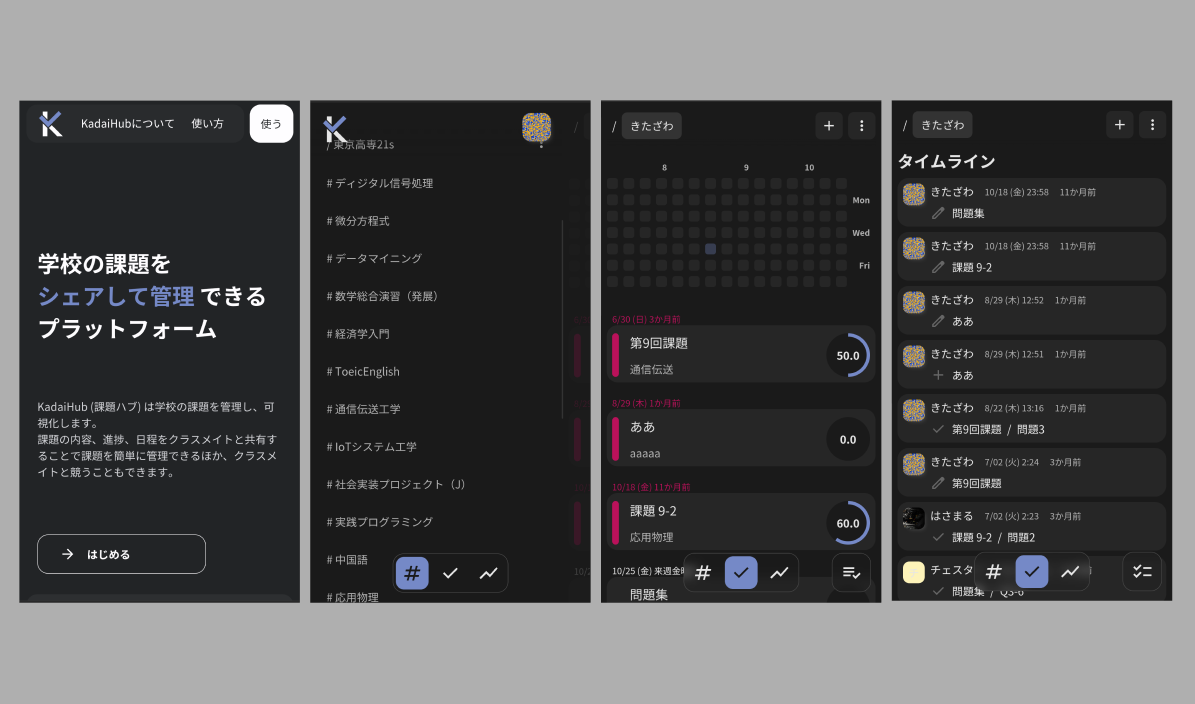 KadaiHubについて 使い方 使う
学校の課題を
シェアして管理 できる
プラットフォーム
KadaiHub (課題ハブ) は学校の課題を管理し、可
視化します。
課題の内容、進捗、日程をクラスメイトと共有す
ることで課題を簡単に管理できるほか、クラスメ
イトと競うこともできます。
はじめる
/ 東京高専21s
# ディジタル信号処理
# 微分方程式
# データマイニング
# 数学総合演習（発展）
# 経済学入門
# ToeicEnglish
# 通信伝送工学
# IoTシステム工学
# 社会実装プロジェクト（J）
# 実践プログラミング
# 中国語
# 応用物理
/ きたざわ
8 9 10
Mon
Wed
Fri
6/30 (日) 3か月前
第9回課題
通信伝送
50.0
8/29 (木) 1か月前
ああ
aaaaa
0.0
10/18 (金) 11か月前
課題 9-2
応用物理
60.0
10/25 (金) 来週金曜
問題集
/ きたざわ
タイムライン
きたざわ 10/18 (金) 23:58 11か月前
問題集
きたざわ 10/18 (金) 23:58 11か月前
課題 9-2
きたざわ 8/29 (木) 12:52 1か月前
ああ
きたざわ 8/29 (木) 12:51 1か月前
ああ
きたざわ 8/22 (木) 13:16 1か月前
第9回課題 / 問題3
きたざわ 7/02 (火) 2:24 3か月前
第9回課題
はさまる 7/02 (火) 2:23 3か月前
課題 9-2 / 問題2
チェスタ
問題集 / Q3-6